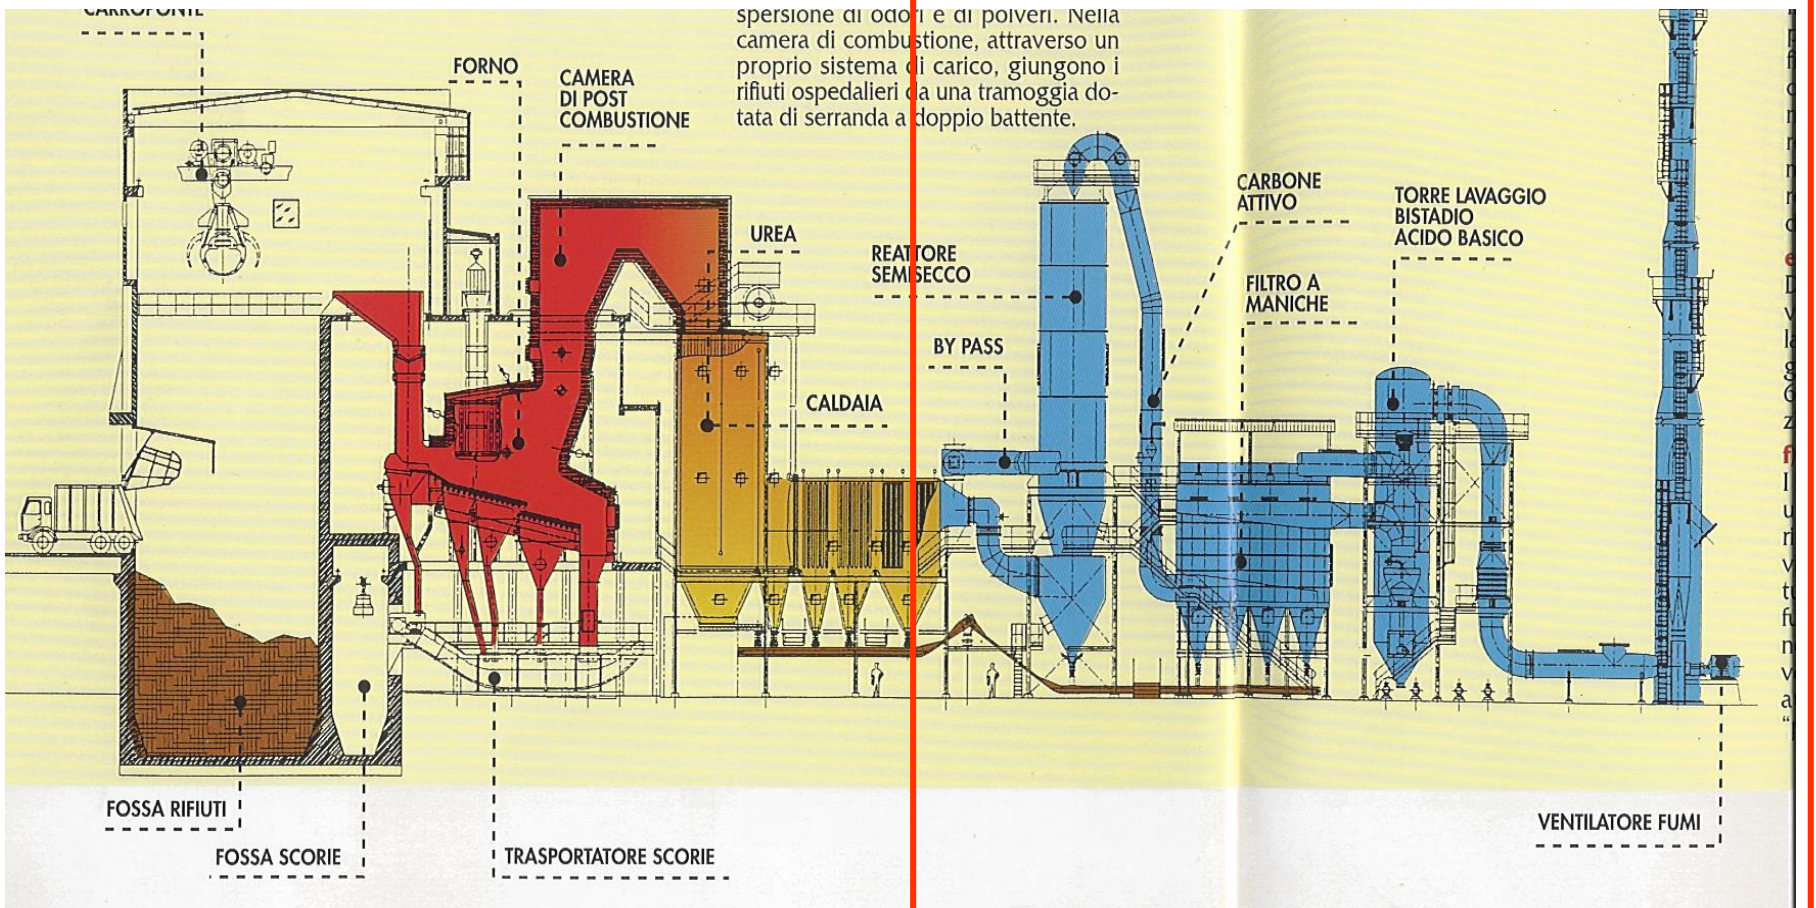 CARROPONTE
spersione di odori e di polveri. Nella
camera di combustione, attraverso un
proprio sistema di carico, giungono i
rifiuti ospedalieri da una tramoggia do-
tata di serranda a doppio battente.
FORNO
CAMERA
DI POST
COMBUSTIONE
UREA
CALDAIA
REATTORE
SEMISECCO
BY PASS
CARBONE
ATTIVO
FILTRO A
MANICHE
TORRE LAVAGGIO
BISTADIO
ACIDO BASICO
FOSSA RIFIUTI
FOSSA SCORIE
TRASPORTATORE SCORIE
VENTILATORE FUMI